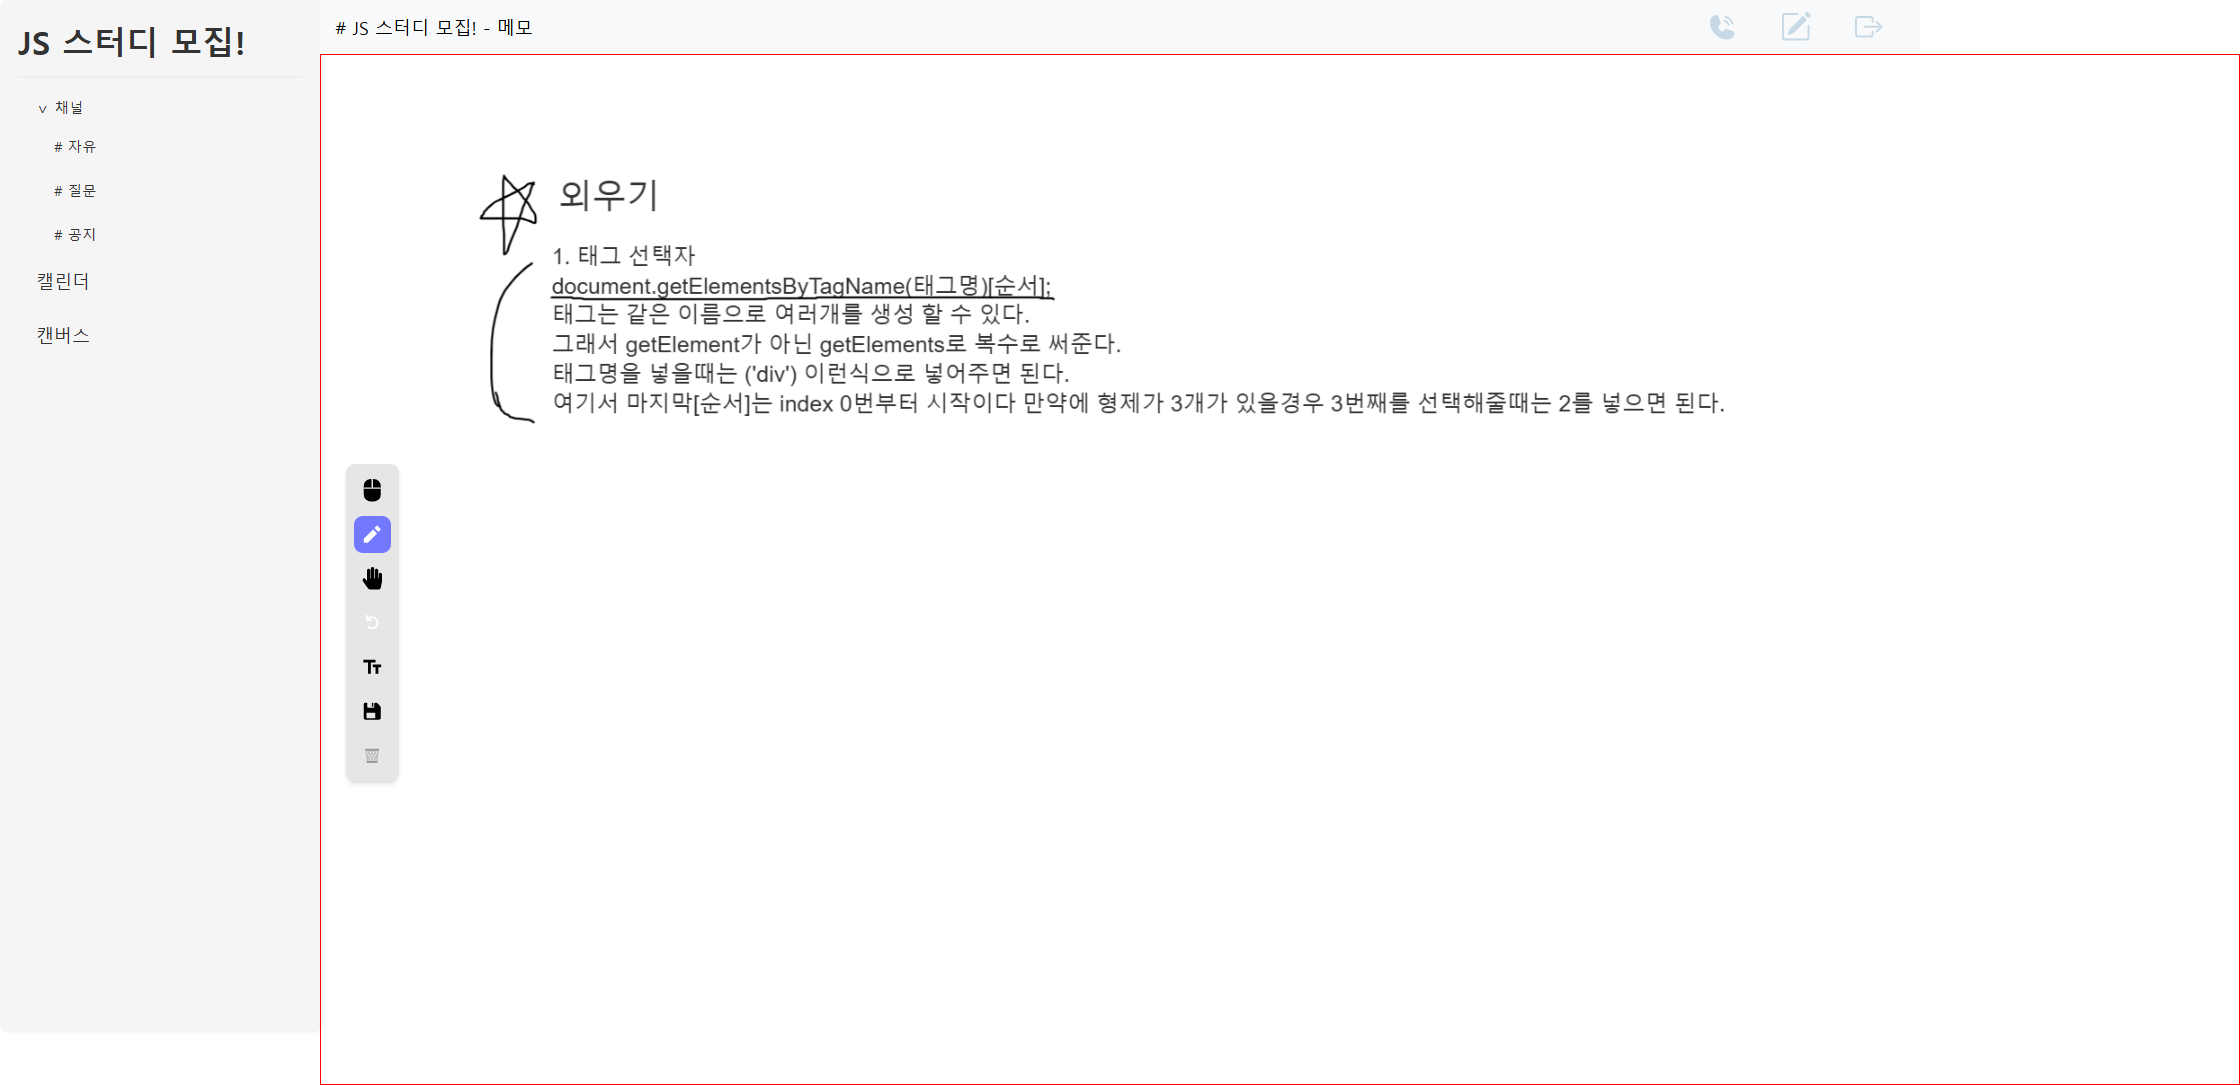 JS 스터디 모집!
v 채널
# 자유
# 질문
# 공지
캘린더
캔버스
# JS 스터디 모집! - 메모
외우기
1. 태그 선택자
document.getElementsByTagName(태그명)[순서];
태그는 같은 이름으로 여러개를 생성 할 수 있다.
그래서 getElement가 아닌 getElements로 복수로 써준다.
태그명을 넣을때는 ('div') 이런식으로 넣어주면 된다.
여기서 마지막[순서]는 index 0번부터 시작이다 만약에 형제가 3개가 있을경우 3번째를 선택해줄때는 2를 넣으면 된다.
Tт